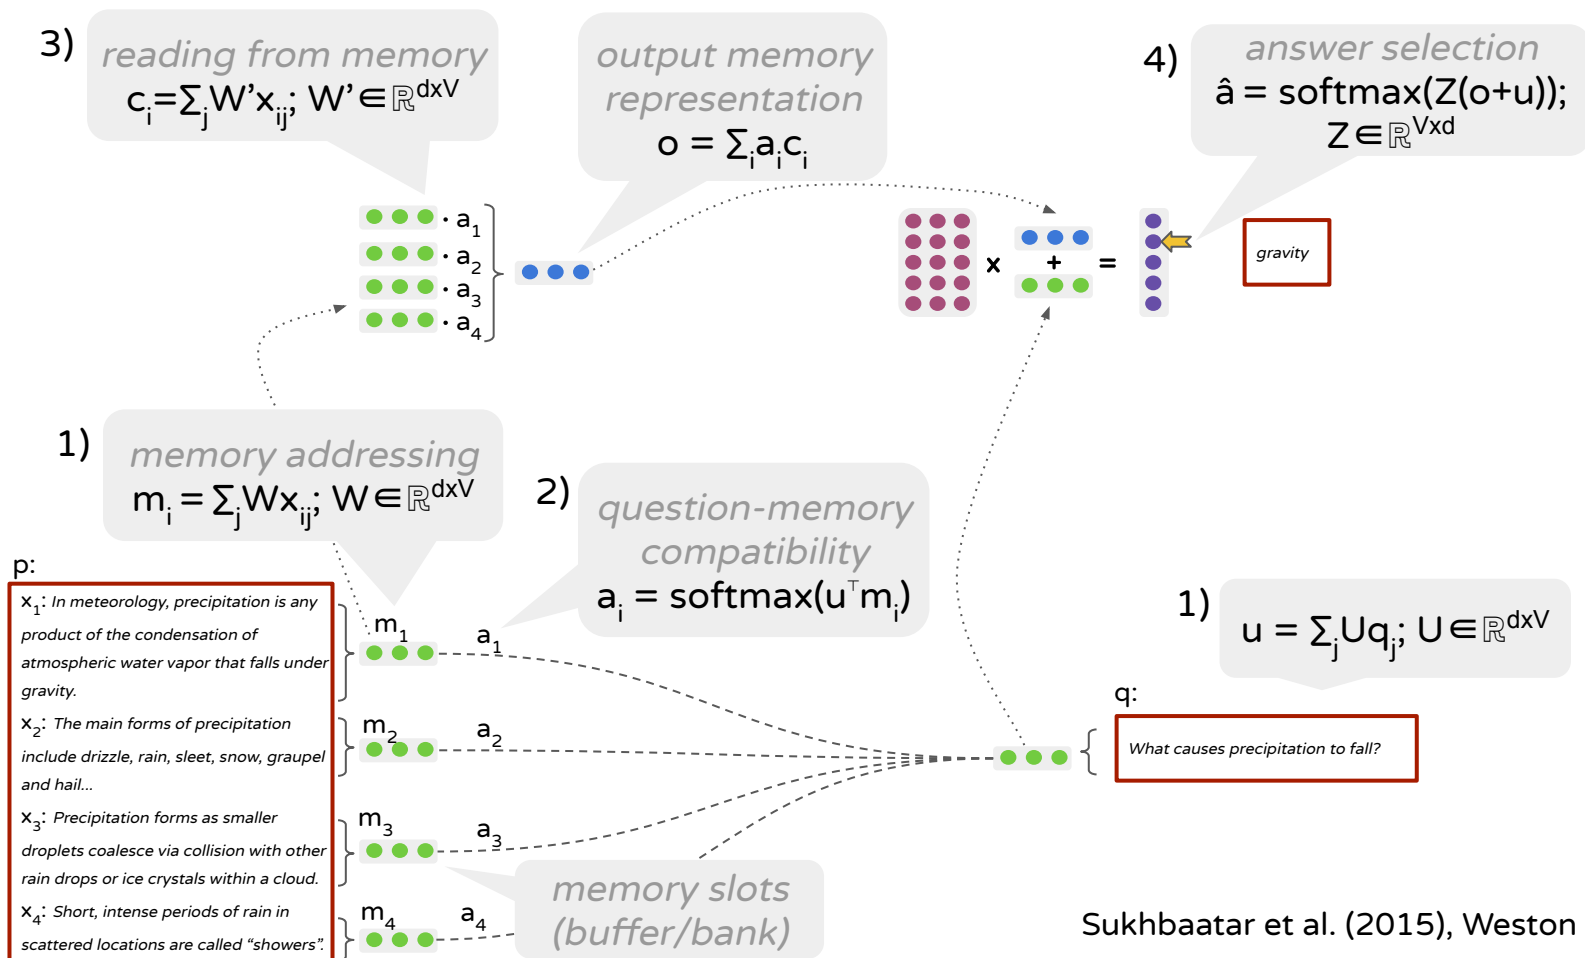 3)
reading from memory
cᵢ=∑ⱼW’xᵢⱼ; W’∈ℝᵈˣⱽ
output memory
representation
o = ∑ᵢaᵢcᵢ
4)
answer selection
â = softmax(Z(o+u));
Z∈ℝⱽˣᵈ
· a₁
· a₂
· a₃
· a₄
x
+
=
gravity
1)
memory addressing
mᵢ = ∑ⱼWxᵢⱼ; W∈ℝᵈˣⱽ
2)
question-memory
compatibility
aᵢ = softmax(uᵀmᵢ)
1)
u = ∑ⱼUqⱼ; U∈ℝᵈˣⱽ
p:
x₁: In meteorology, precipitation is any
product of the condensation of
atmospheric water vapor that falls under
gravity.
x₂: The main forms of precipitation
include drizzle, rain, sleet, snow, graupel
and hail...
x₃: Precipitation forms as smaller
droplets coalesce via collision with other
rain drops or ice crystals within a cloud.
x₄: Short, intense periods of rain in
scattered locations are called “showers”.
m₁
a₁
m₂
a₂
m₃
a₃
m₄
a₄
memory slots
(buffer/bank)
q:
What causes precipitation to fall?
Sukhbaatar et al. (2015), Weston